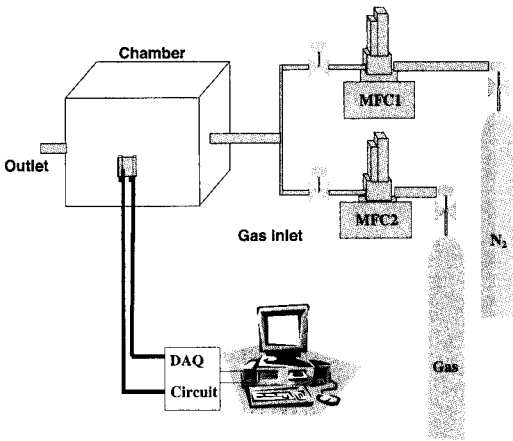 Chamber
MFC1
Outlet
MFC2
Gas Inlet
N₂
DAQ
Circuit
Gas